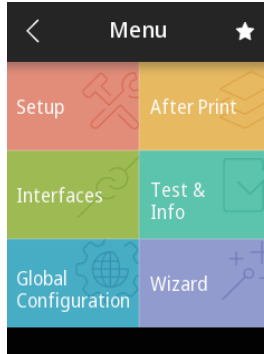 Menu
Setup
After Print
Interfaces
Test &
Info
Global
Configuration
Wizard